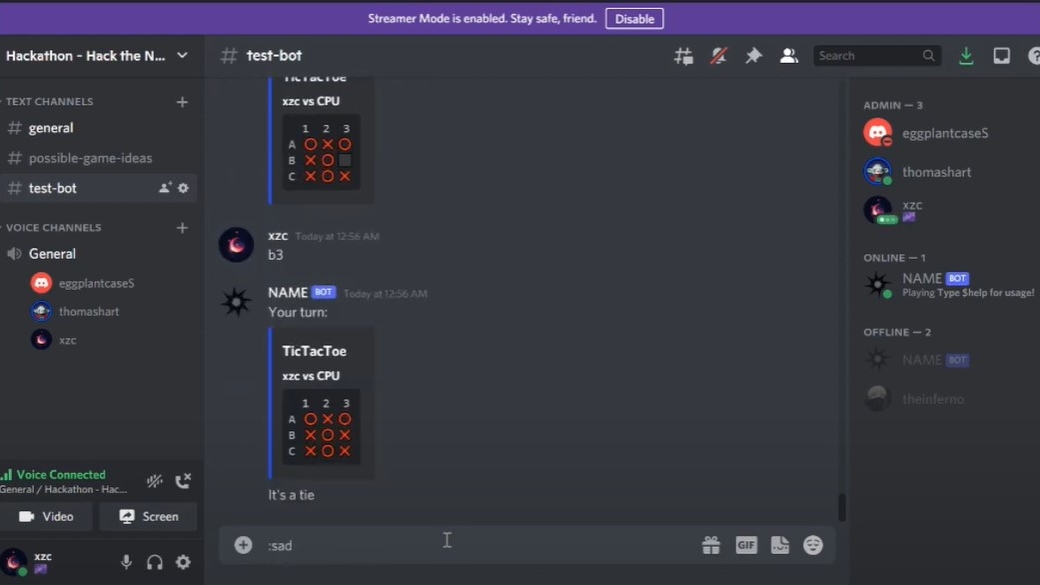 Streamer Mode is enabled. Stay safe, friend. Disable
Hackathon - Hack the N...
# test-bot
Search
TEXT CHANNELS
# general
# possible-game-ideas
# test-bot
VOICE CHANNELS
General
eggplantcaseS
thomashart
xzc
Voice Connected
General / Hackathon - Hac...
Video
Screen
xzc
TicTacToe
xzc vs CPU
1 2 3
A O X O
B X O
C X O X
xzc Today at 12:56 AM
b3
NAME BOT Today at 12:56 AM
Your turn:
TicTacToe
xzc vs CPU
1 2 3
A O X O
B X O X
C X O X
It's a tie
:sad
GIF
ADMIN — 3
eggplantcaseS
thomashart
xzc
ONLINE — 1
NAME BOT
Playing Type $help for usage!
OFFLINE — 2
NAME BOT
theinferno